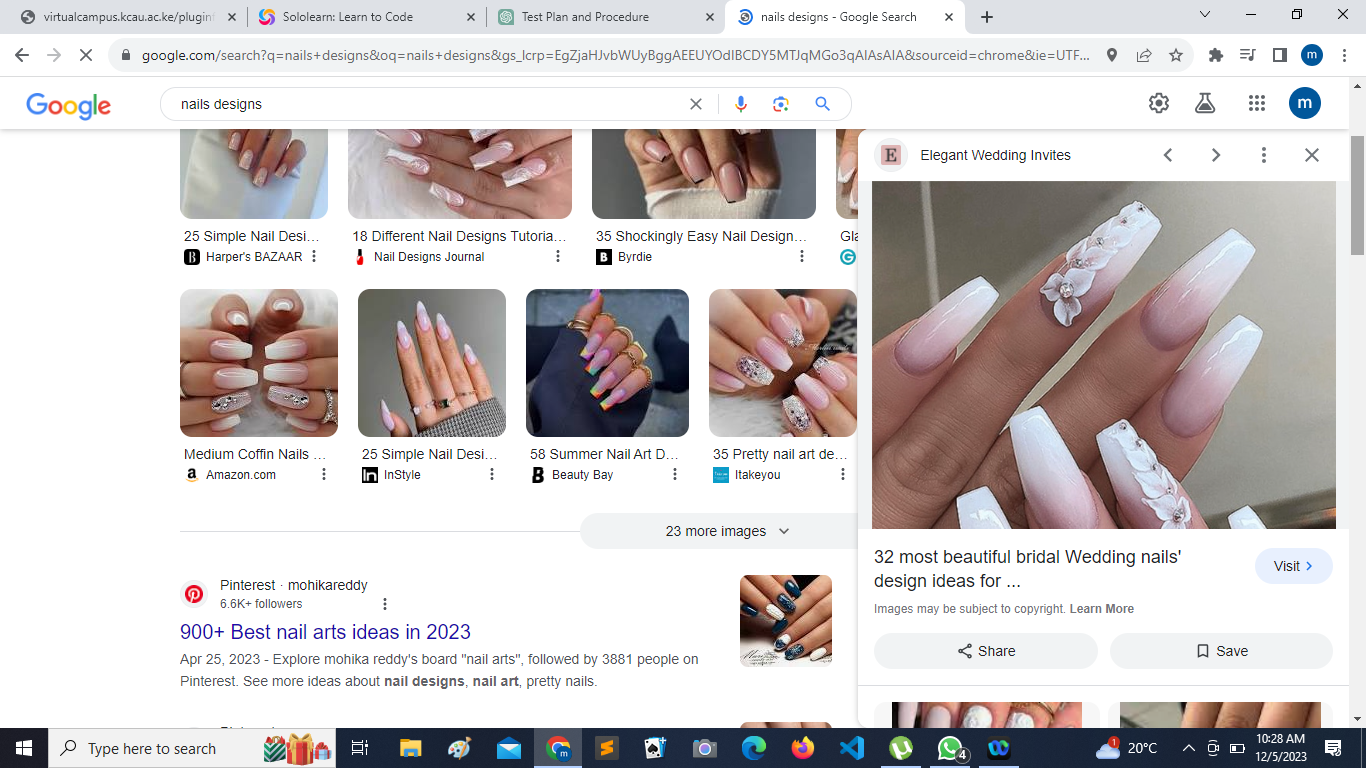 virtualcampus.kcau.ac.ke/pluginf
Sololearn: Learn to Code
Test Plan and Procedure
nails designs - Google Search
google.com/search?q=nails+designs&oq=nails+designs&gs_lcrp=EgZjaHJvbWUyBggAEEUYOdIBCDY5MTJqMGo3qAIAsAIA&sourceid=chrome&ie=UTF...
m
Google
nails designs
m
25 Simple Nail Desi...
Harper's BAZAAR
18 Different Nail Designs Tutoria...
Nail Designs Journal
35 Shockingly Easy Nail Design...
Byrdie
Gla
Medium Coffin Nails ...
Amazon.com
25 Simple Nail Desi...
InStyle
58 Summer Nail Art D...
Beauty Bay
35 Pretty nail art de...
Itakeyou
23 more images
Pinterest · mohikareddy
6.6K+ followers
900+ Best nail arts ideas in 2023
Apr 25, 2023 - Explore mohika reddy's board "nail arts", followed by 3881 people on
Pinterest. See more ideas about nail designs, nail art, pretty nails.
E
Elegant Wedding Invites
32 most beautiful bridal Wedding nails'
design ideas for ...
Visit
Images may be subject to copyright. Learn More
Share
Save
Type here to search
4
1
20°C
10:28 AM
12/5/2023